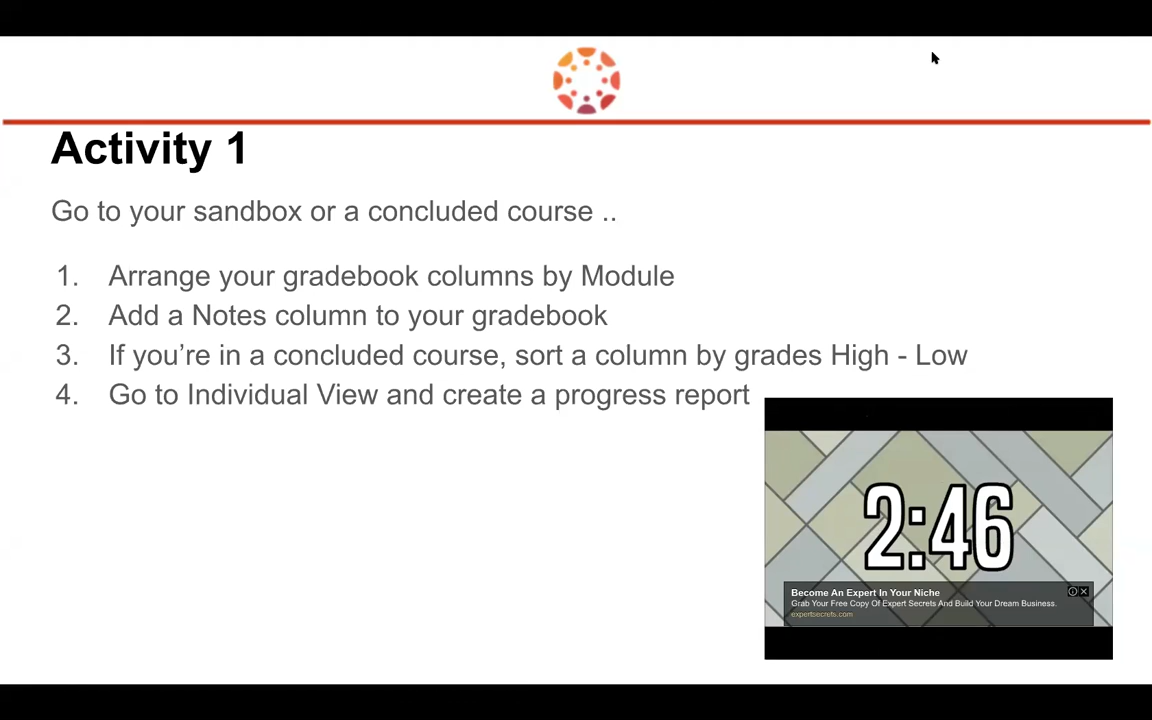 Activity 1
Go to your sandbox or a concluded course ..
1. Arrange your gradebook columns by Module
2. Add a Notes column to your gradebook
3. If you’re in a concluded course, sort a column by grades High - Low
4. Go to Individual View and create a progress report
2:46
Become An Expert In Your Niche
Grab Your Free Copy Of Expert Secrets And Build Your Dream Business.
expertsecrets.com